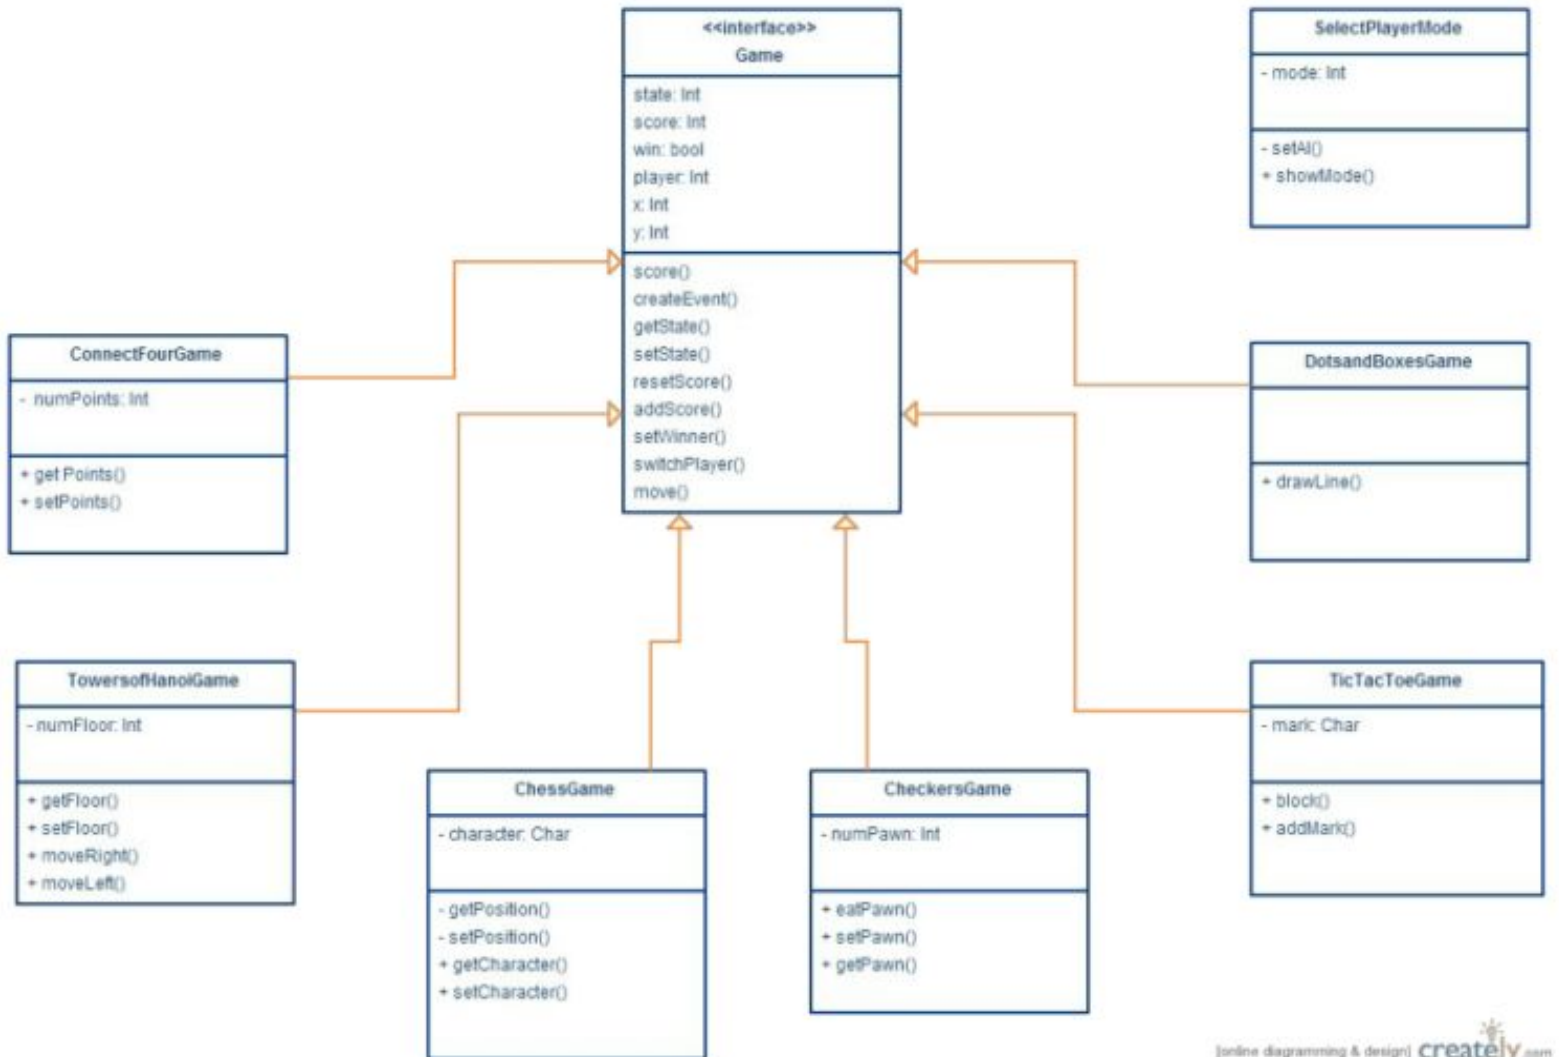 <<interface>>
Game
state: Int
score: Int
win: bool
player: Int
x: Int
y: Int
score()
createEvent()
getState()
setState()
resetScore()
addScore()
setWinner()
switchPlayer()
move()
SelectPlayerMode
- mode: Int
- setAI()
+ showMode()
ConnectFourGame
- numPoints: Int
+ get Points()
+ setPoints()
DotsandBoxesGame
+ drawLine()
TowersofHanoiGame
- numFloor: Int
+ getFloor()
+ setFloor()
+ moveRight()
+ moveLeft()
ChessGame
- character: Char
- getPosition()
- setPosition()
+ getCharacter()
+ setCharacter()
CheckersGame
- numPawn: Int
+ eatPawn()
+ setPawn()
+ getPawn()
TicTacToeGame
- mark: Char
+ block()
+ addMark()
[online diagramming & design] creately.com